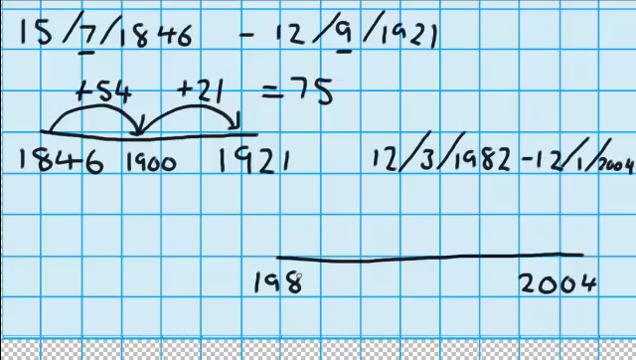 15/7/1846 - 12/9/1921
+54 +21 = 75
1846 1900 1921
12/3/1982 - 12/1/2004
198 2004